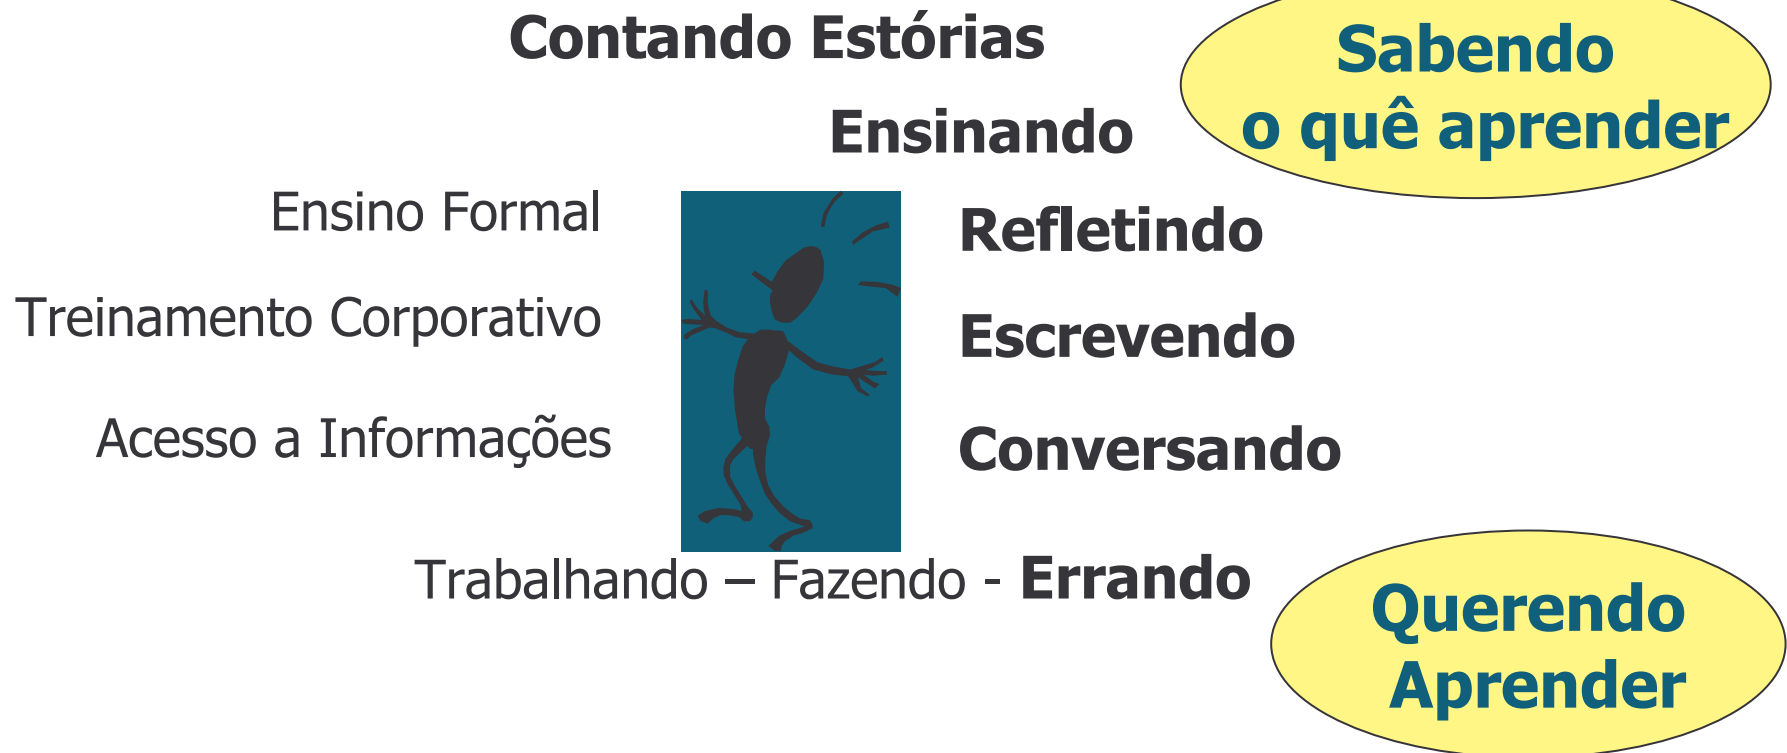 Contando Estórias
Sabendo
o quê aprender
Ensinando
Ensino Formal
Refletindo
Treinamento Corporativo
Escrevendo
Acesso a Informações
Conversando
Trabalhando – Fazendo - Errando
Querendo
Aprender